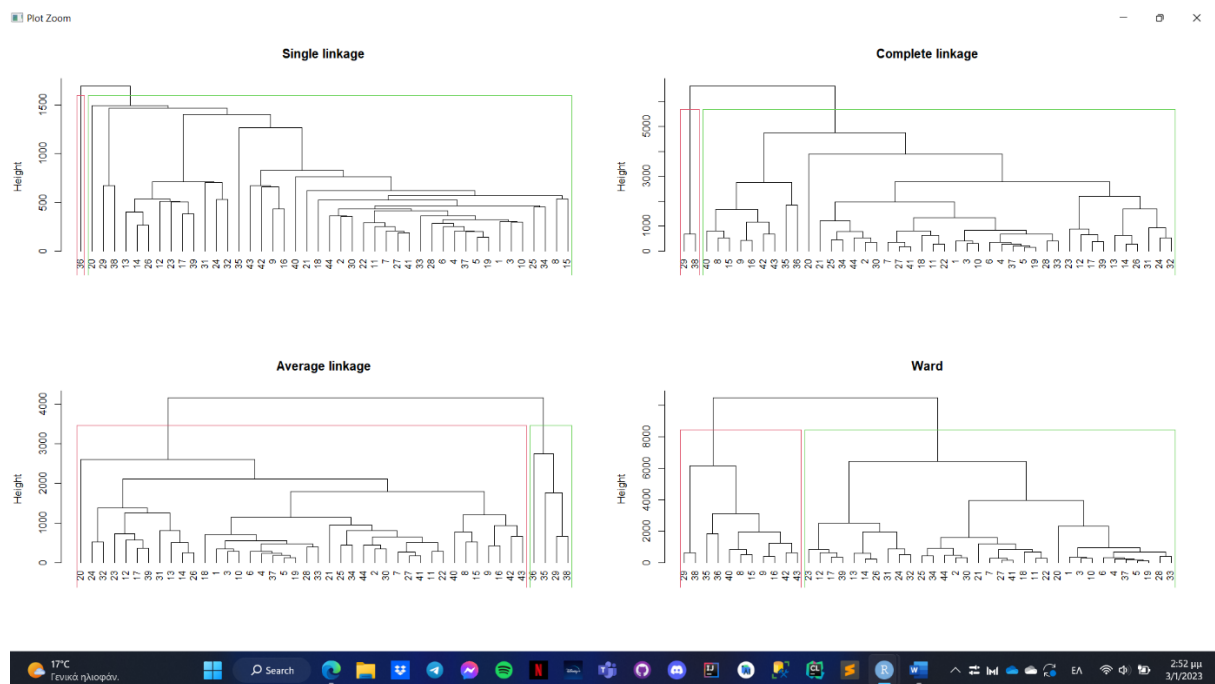 Plot Zoom
Single linkage
Height
0 500 1000 1500
36 20 29 38 13 14 26 12 23 17 39 31 24 32 35 43 42 9 16 40 21 18 44 2 30 22 11 7 27 41 33 28 6 4 37 5 19 1 3 10 25 34 8 15
Complete linkage
Height
0 1000 3000 5000
29 38 40 8 15 9 16 42 43 35 36 20 21 25 34 44 2 30 7 27 41 18 11 22 1 3 10 6 4 37 5 19 28 33 23 12 17 39 13 14 26 31 24 32
Average linkage
Height
0 1000 2000 3000 4000
20 24 32 23 12 17 39 31 13 14 26 18 1 3 10 6 4 37 5 19 28 33 21 25 34 44 2 30 7 27 41 11 22 40 8 15 9 16 42 43 36 35 29 38
Ward
Height
0 2000 4000 6000 8000
29 38 35 36 40 8 15 9 16 42 43 23 12 17 39 13 14 26 31 24 32 25 34 44 2 30 21 7 27 41 18 11 22 20 1 3 10 6 4 37 5 19 28 33
17°C
Γενικά ηλιοφάν.
Search
ΕΛ
2:52 μμ
3/1/2023